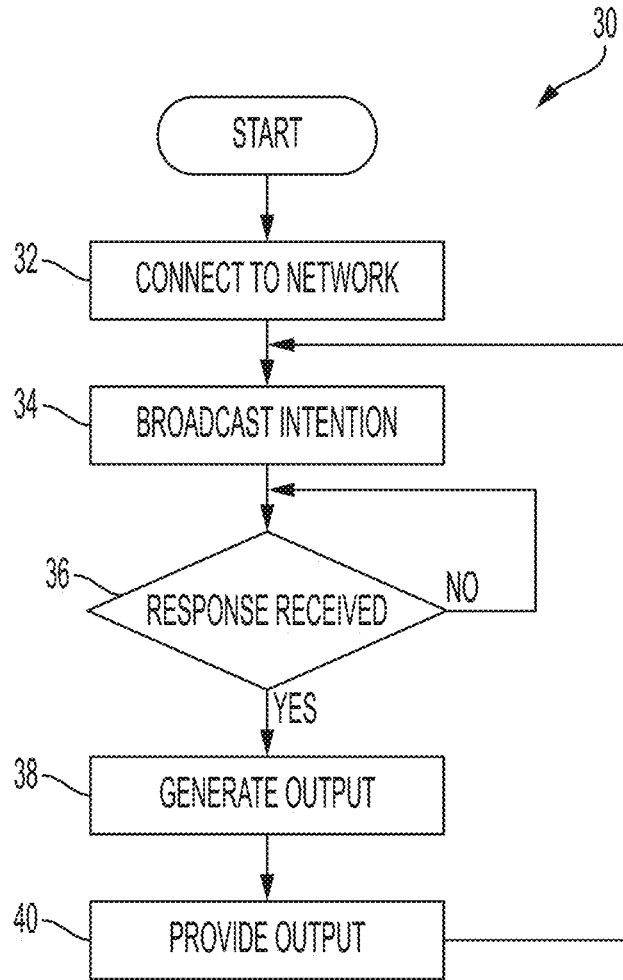 30
START
32
CONNECT TO NETWORK
34
BROADCAST INTENTION
36
RESPONSE RECEIVED
NO
YES
38
GENERATE OUTPUT
40
PROVIDE OUTPUT